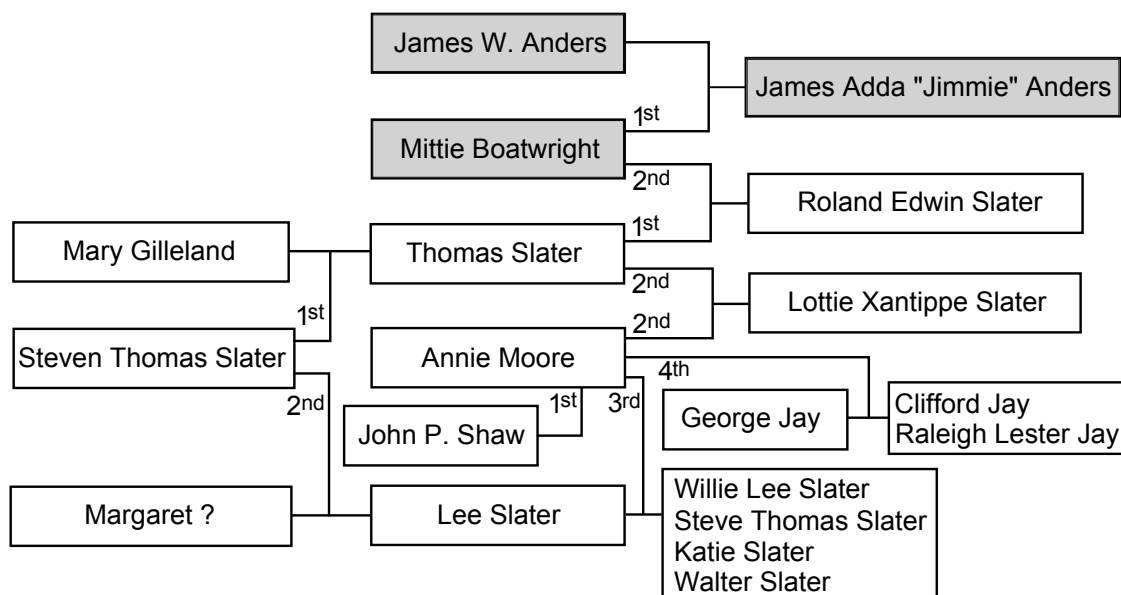 James W. Anders
James Adda "Jimmie" Anders
1st
Mittie Boatwright
2nd
Roland Edwin Slater
1st
Mary Gilleland
Thomas Slater
2nd
Lottie Xantippe Slater
1st
2nd
Steven Thomas Slater
Annie Moore
4th
2nd
1st
3rd
George Jay
Clifford Jay
Raleigh Lester Jay
John P. Shaw
Margaret ?
Lee Slater
Willie Lee Slater
Steve Thomas Slater
Katie Slater
Walter Slater